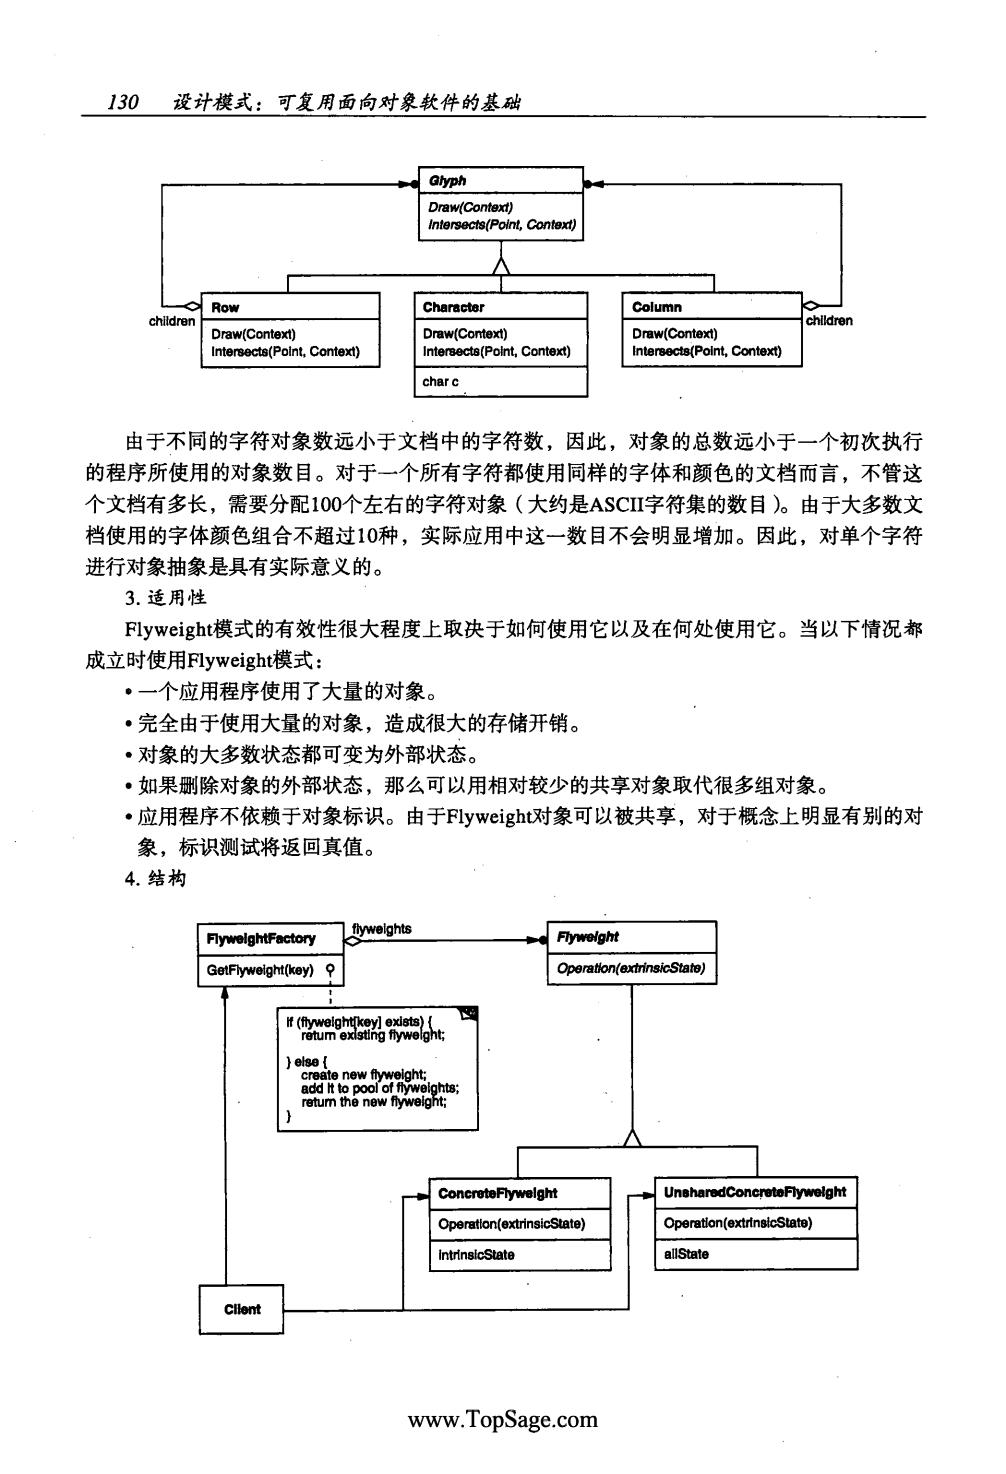 130 设计模式：可复用面向对象软件的基础
Glyph
Draw(Context)
Intersects(Point, Context)
children
Row
Draw(Context)
Intersects(Point, Context)
Character
Draw(Context)
Intersects(Point, Context)
char c
Column
Draw(Context)
Intersects(Point, Context)
children
由于不同的字符对象数远小于文档中的字符数，因此，对象的总数远小于一个初次执行
的程序所使用的对象数目。对于一个所有字符都使用同样的字体和颜色的文档而言，不管这
个文档有多长，需要分配100个左右的字符对象（大约是ASCII字符集的数目）。由于大多数文
档使用的字体颜色组合不超过10种，实际应用中这一数目不会明显增加。因此，对单个字符
进行对象抽象是具有实际意义的。
3. 适用性
Flyweight模式的有效性很大程度上取决于如何使用它以及在何处使用它。当以下情况都
成立时使用Flyweight模式：
• 一个应用程序使用了大量的对象。
• 完全由于使用大量的对象，造成很大的存储开销。
• 对象的大多数状态都可变为外部状态。
• 如果删除对象的外部状态，那么可以用相对较少的共享对象取代很多组对象。
• 应用程序不依赖于对象标识。由于Flyweight对象可以被共享，对于概念上明显有别的对
象，标识测试将返回真值。
4. 结构
FlyweightFactory
GetFlyweight(key)
flyweights
Flyweight
Operation(extrinsicState)
if (flyweight[key] exists) {
return existing flyweight;
} else {
create new flyweight;
add it to pool of flyweights;
return the new flyweight;
}
ConcreteFlyweight
Operation(extrinsicState)
intrinsicState
UnsharedConcreteFlyweight
Operation(extrinsicState)
allState
Client
www.TopSage.com